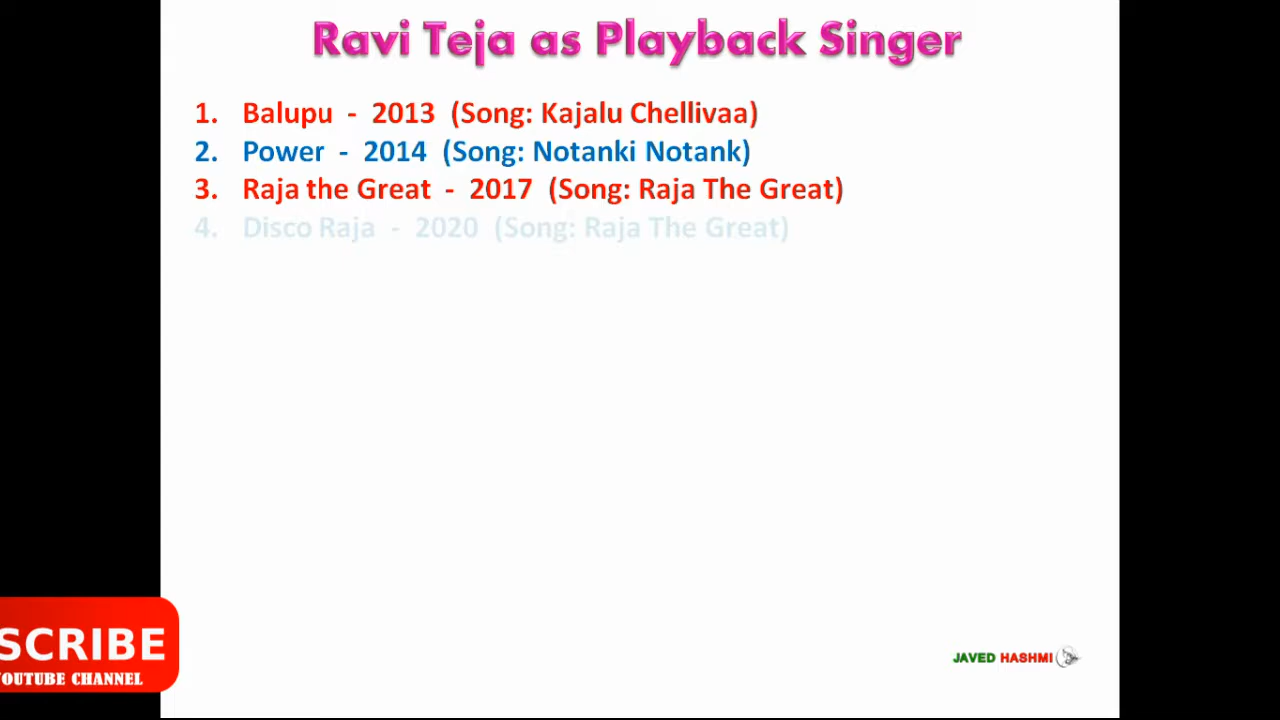 Ravi Teja as Playback Singer
1. Balupu - 2013 (Song: Kajalu Chellivaa)
2. Power - 2014 (Song: Notanki Notank)
3. Raja the Great - 2017 (Song: Raja The Great)
4. Disco Raja - 2020 (Song: Raja The Great)
SCRIBE
YOUTUBE CHANNEL
JAVED HASHMI